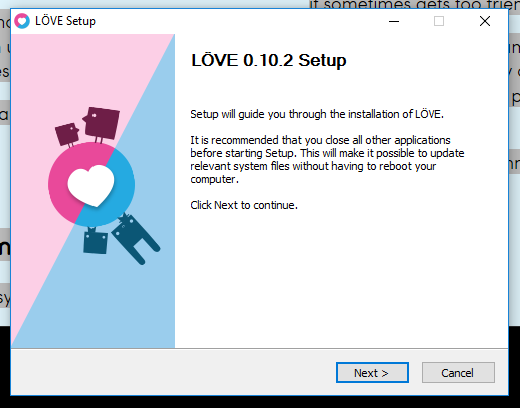 it sometimes gets too frien
LÖVE Setup
LÖVE 0.10.2 Setup
Setup will guide you through the installation of LÖVE.
It is recommended that you close all other applications
before starting Setup. This will make it possible to update
relevant system files without having to reboot your
computer.
Click Next to continue.
Next >
Cancel